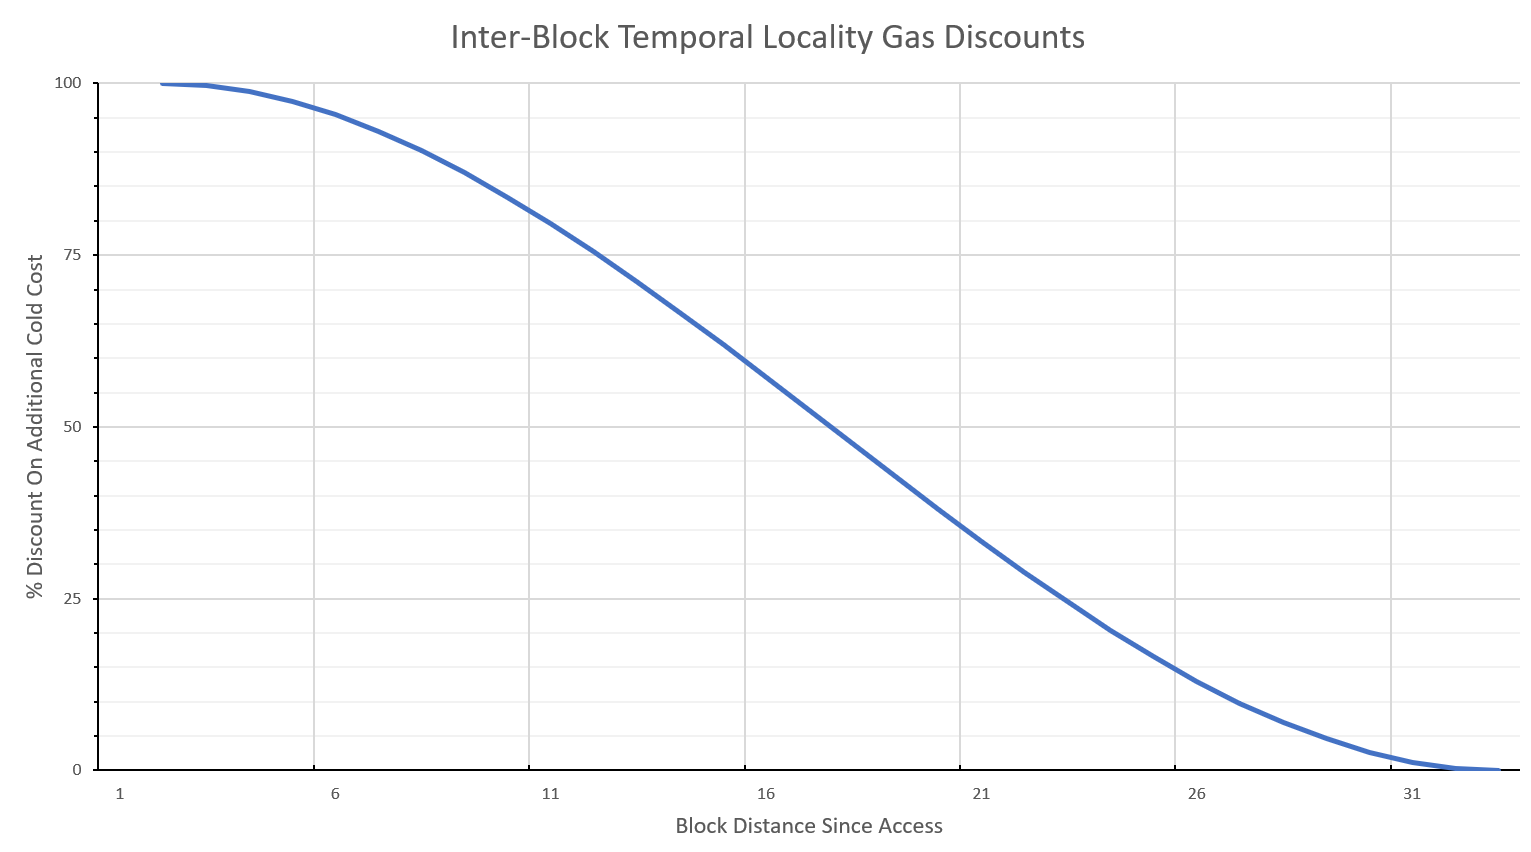 Inter-Block Temporal Locality Gas Discounts
% Discount On Additional Cold Cost
100
75
50
25
0
1 6 11 16 21 26 31
Block Distance Since Access